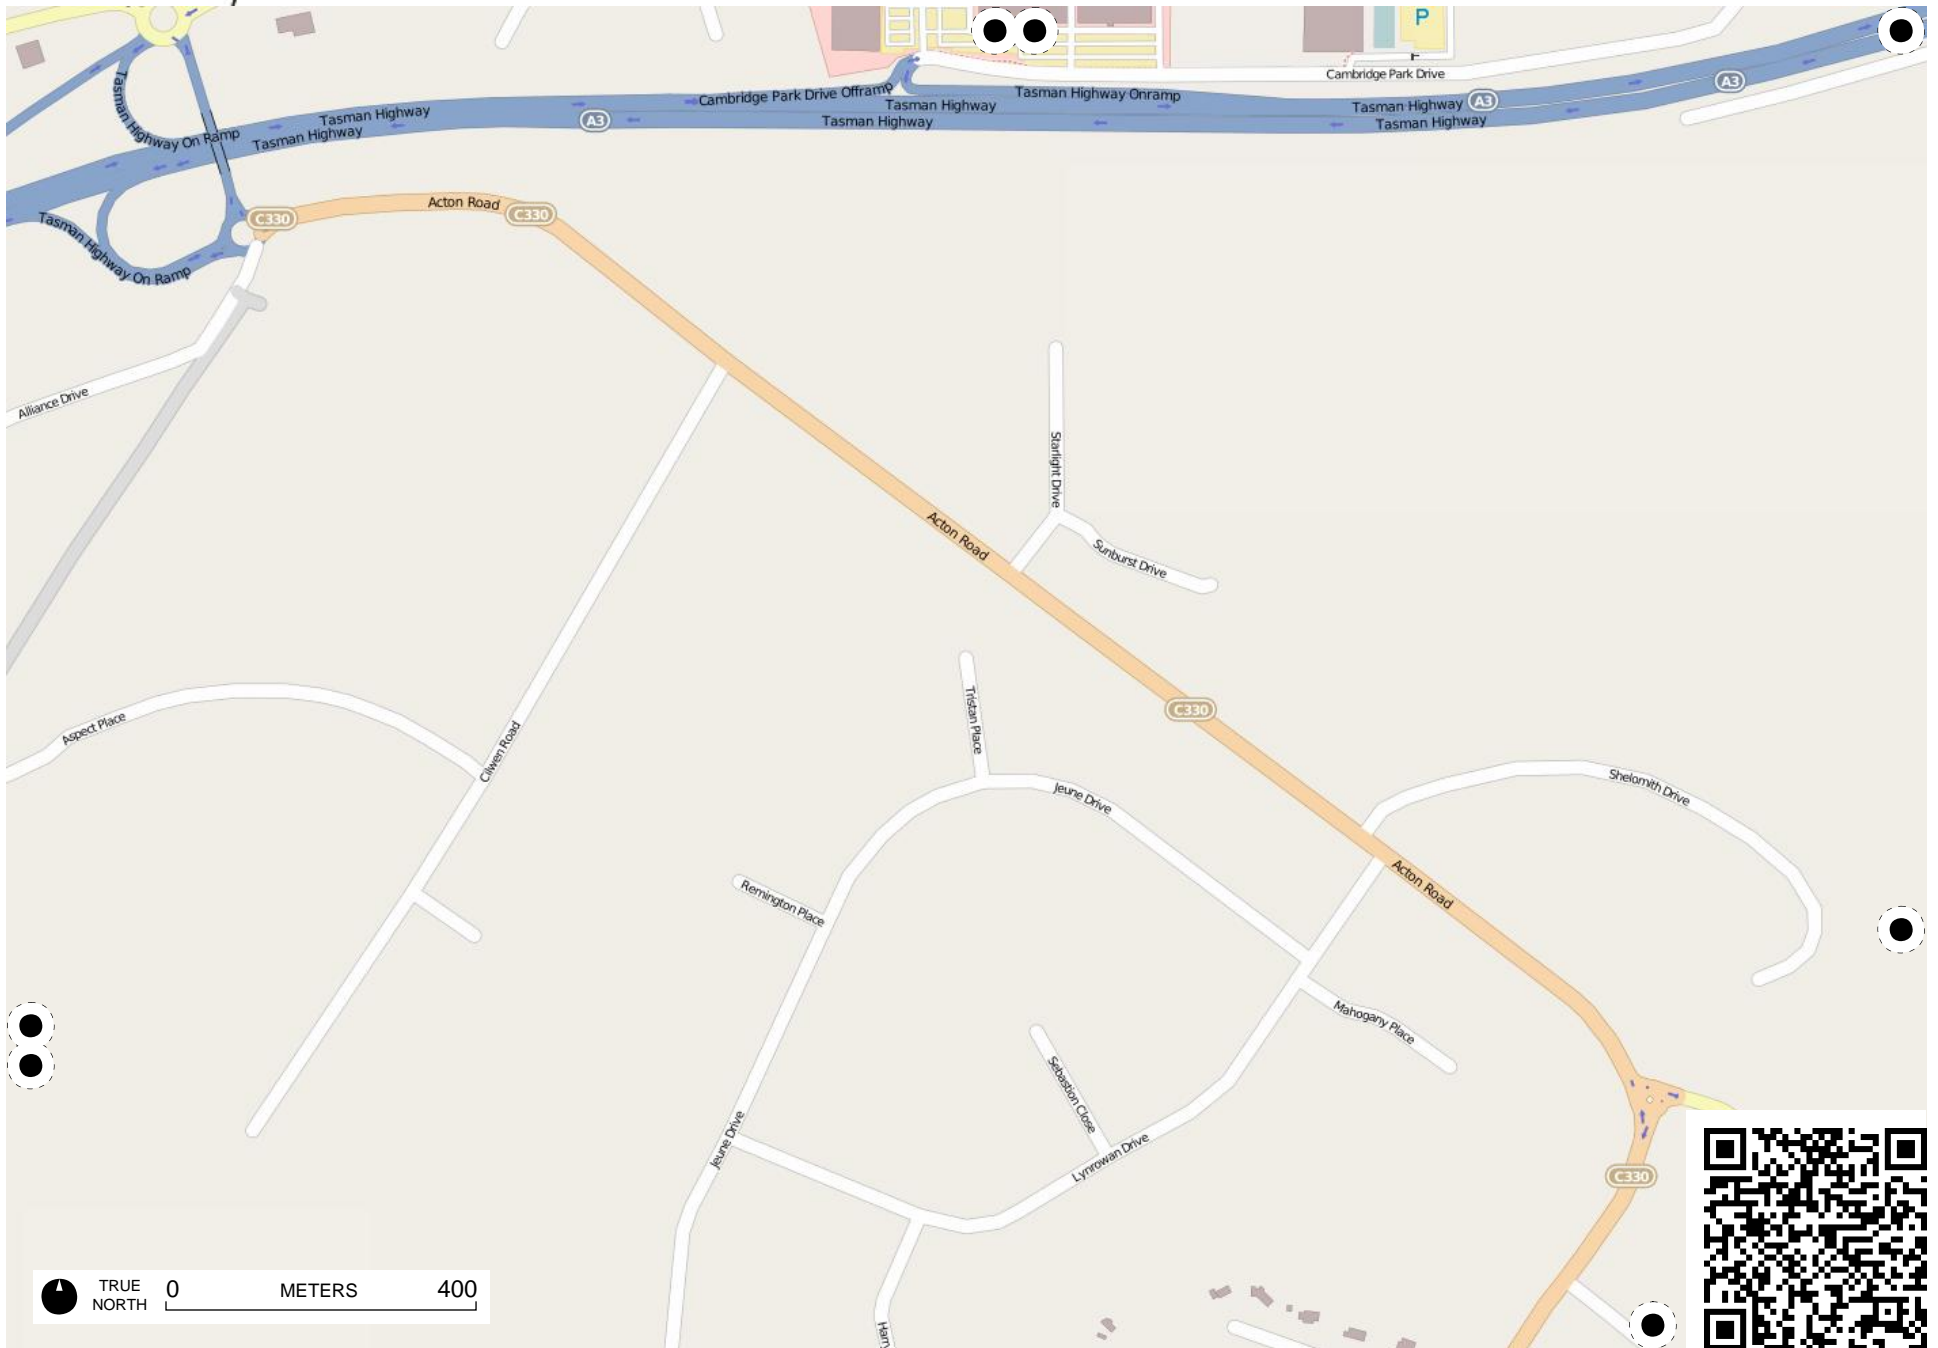 P
Cambridge Park Drive
A3
Tasman Highway On Ramp
Cambridge Park Drive Offramp
Tasman Highway Onramp
Tasman Highway
Tasman Highway
Tasman Highway
A3
A3
Tasman Highway
Tasman Highway
Tasman Highway
Tasman Highway
C330
Acton Road
C330
Tasman Highway On Ramp
Alliance Drive
Starlight Drive
Acton Road
Sunburst Drive
Tristan Place
C330
Aspect Place
Cilwen Road
Jeune Drive
Shelomith Drive
Acton Road
Remington Place
Mahogany Place
Sebastion Close
Jeune Drive
Lynrowan Drive
C330
TRUE
NORTH
0 METERS 400